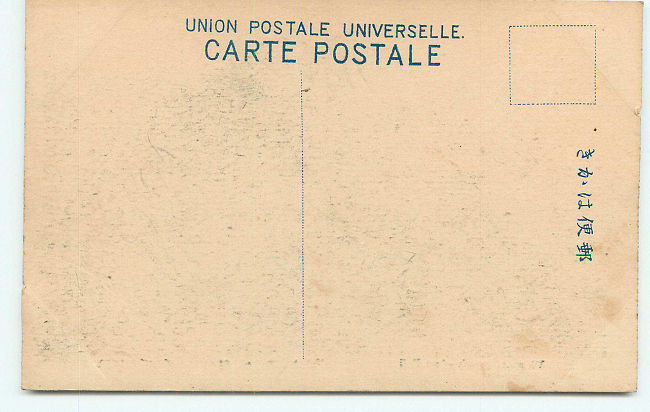 UNION POSTALE UNIVERSELLE.
CARTE POSTALE
郵便はかき